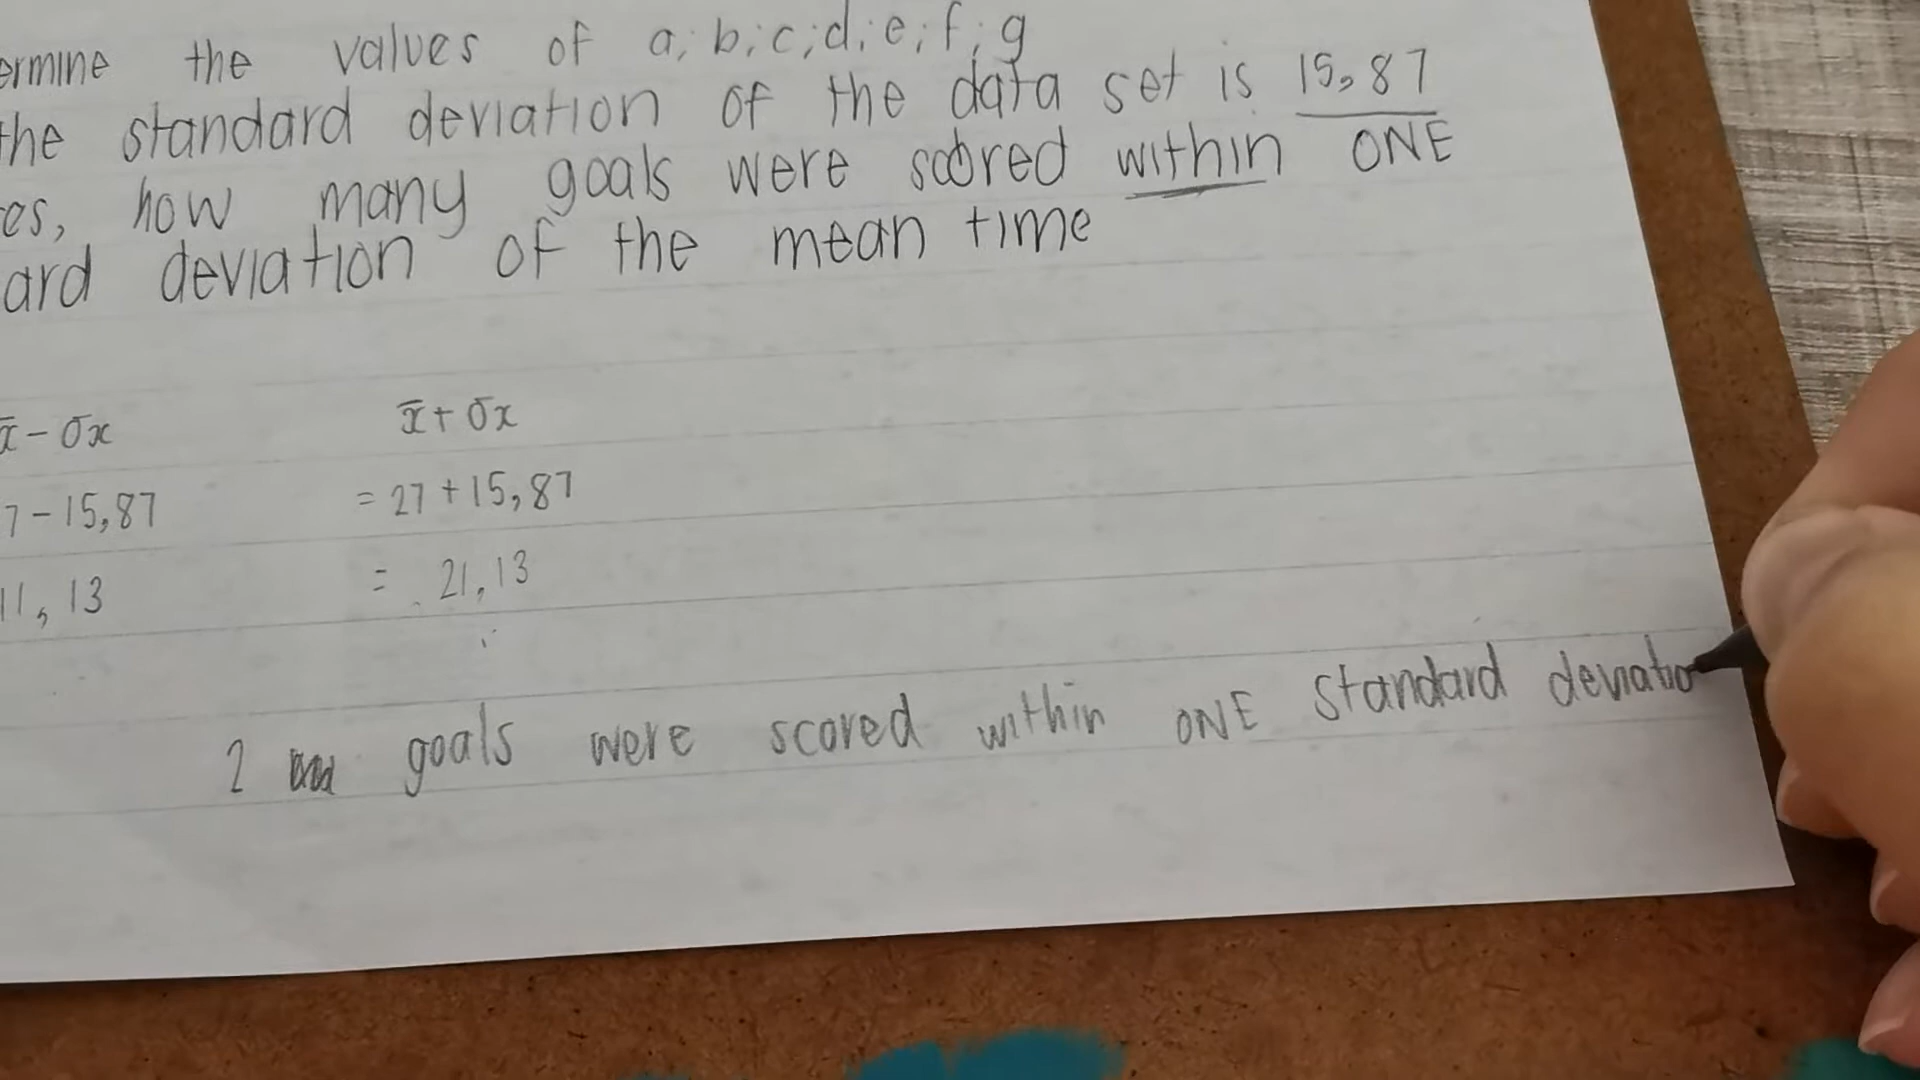 ermine the values of a; b; c; d; e; f; g
the standard deviation of the data set is 15,87
es, how many goals were scored within ONE
ard deviation of the mean time
x̄ - σx x̄ + σx
7 - 15,87 = 27 + 15,87
11,13 = 21,13
2 goals were scored within ONE standard deviatio